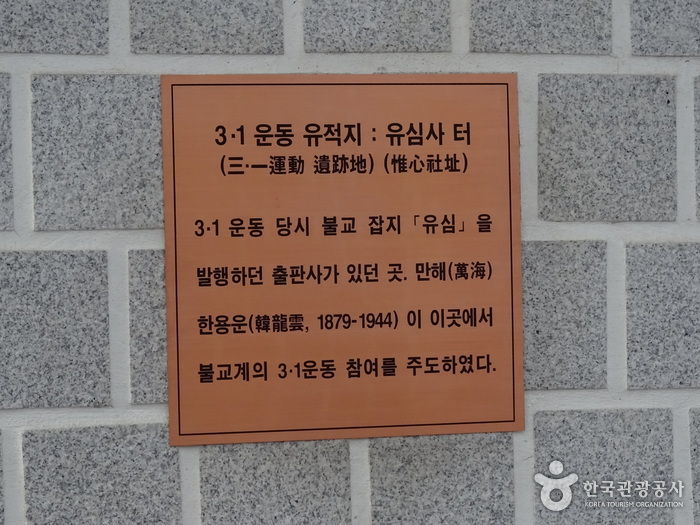 3·1 운동 유적지 : 유심사 터
(三·一運動 遺跡地) (惟心社址)
3·1 운동 당시 불교 잡지 「유심」을
발행하던 출판사가 있던 곳. 만해(萬海)
한용운(韓龍雲, 1879-1944) 이 이곳에서
불교계의 3·1운동 참여를 주도하였다.
한국관광공사
KOREA TOURISM ORGANIZATION